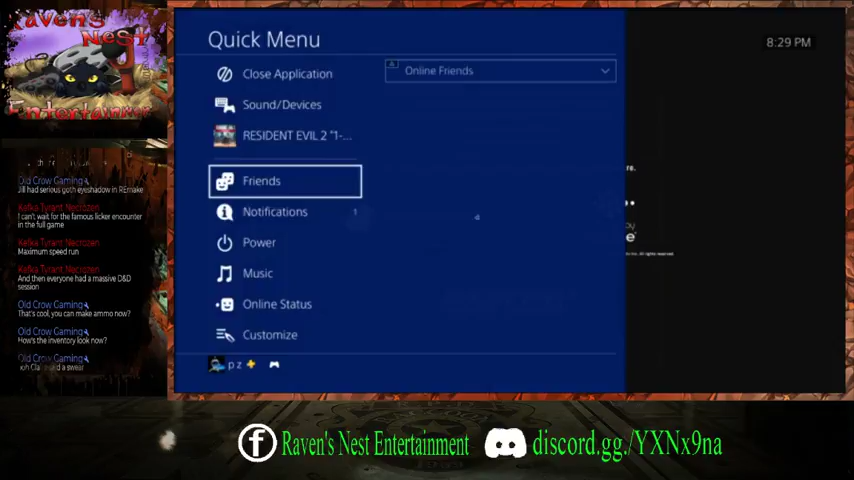 Raven's
Nest
Entertainment
Old Crow Gaming
Jill had serious goth eyeshadow in REmake
Kefka Tyrant Necrozen
I can't wait for the famous licker encounter
in the full game
Kefka Tyrant Necrozen
Maximum speed run
Kefka Tyrant Necrozen
And then everyone had a massive D&D
session
Old Crow Gaming
That's cool, you can make ammo now?
Old Crow Gaming
How's the inventory look now?
Old Crow Gaming
a swear
Quick Menu
8:29 PM
Close Application
Online Friends
Sound/Devices
RESIDENT EVIL 2 "1-...
Friends
Notifications 1
Power
Music
Online Status
Customize
p z
Raven's Nest Entertainment
discord.gg./YXNx9na